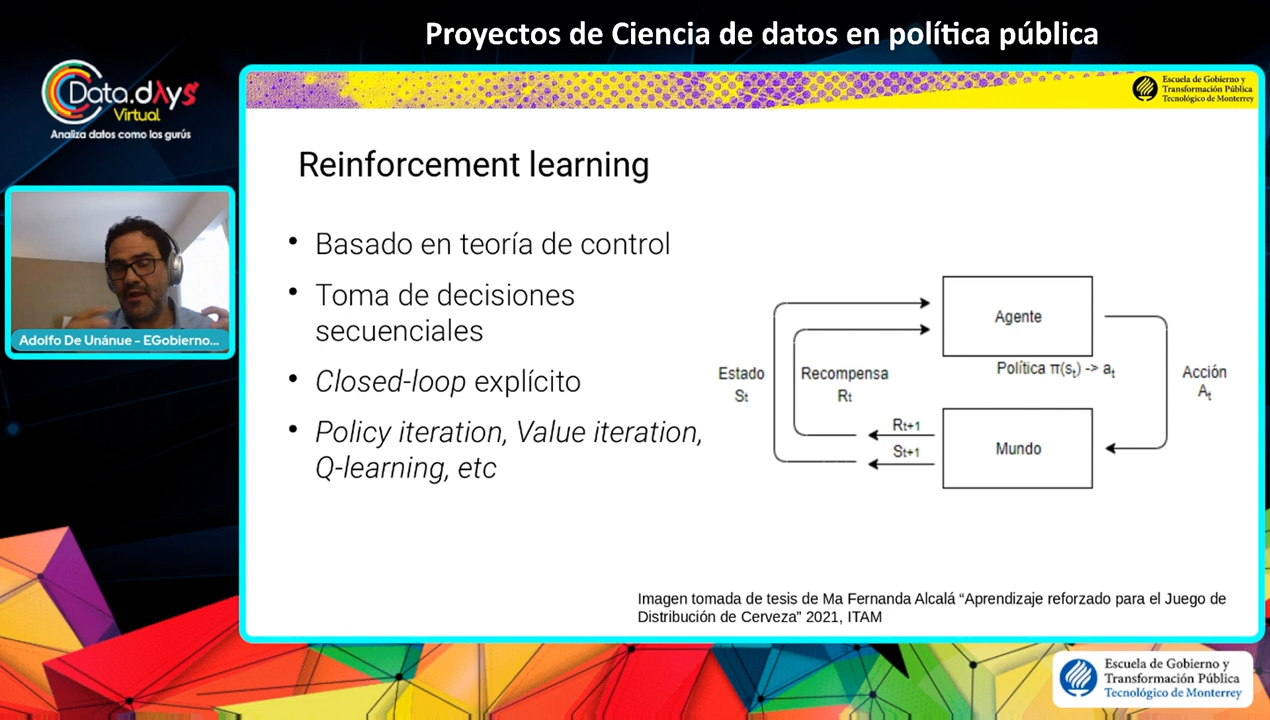 Proyectos de Ciencia de datos en política pública
Data.dAys
Virtual
Analiza datos como los gurús
Escuela de Gobierno y
Transformación Pública
Tecnológico de Monterrey
Adolfo De Unánue - EGobierno...
Reinforcement learning
• Basado en teoría de control
• Toma de decisiones
secuenciales
• Closed-loop explícito
• Policy iteration, Value iteration,
Q-learning, etc
Agente
Política π(st) -> at
Estado
St
Recompensa
Rt
Acción
At
Rt+1
St+1
Mundo
Imagen tomada de tesis de Ma Fernanda Alcalá “Aprendizaje reforzado para el Juego de
Distribución de Cerveza” 2021, ITAM
Escuela de Gobierno y
Transformación Pública
Tecnológico de Monterrey